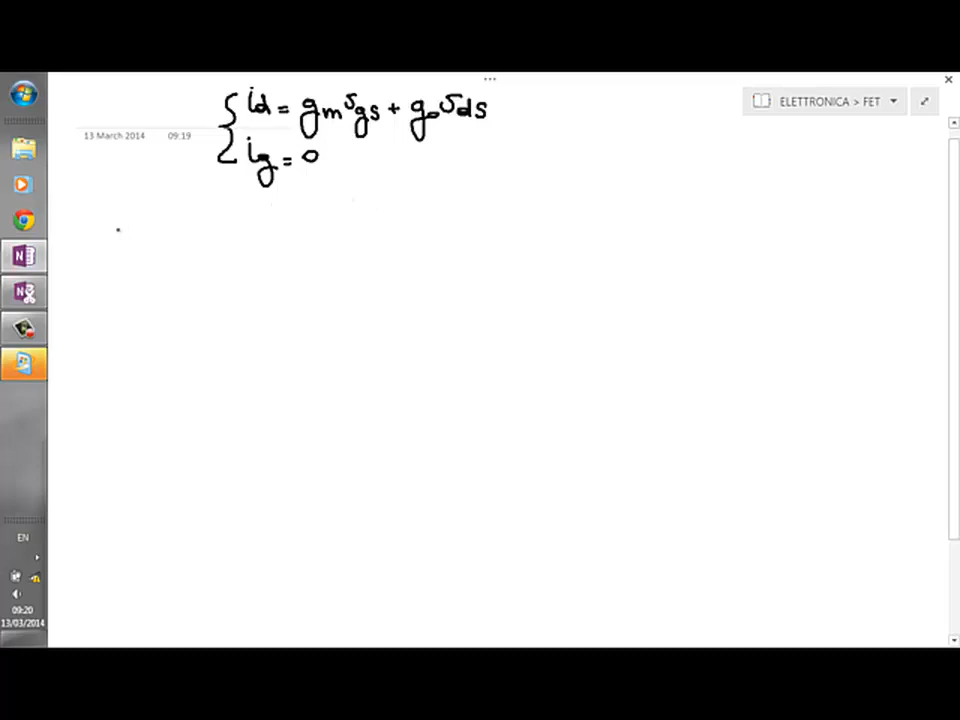 id = gm vgs + go vds
ig = 0
ELETTRONICA > FET
13 March 2014 09:19
EN
09:20
13/03/2014